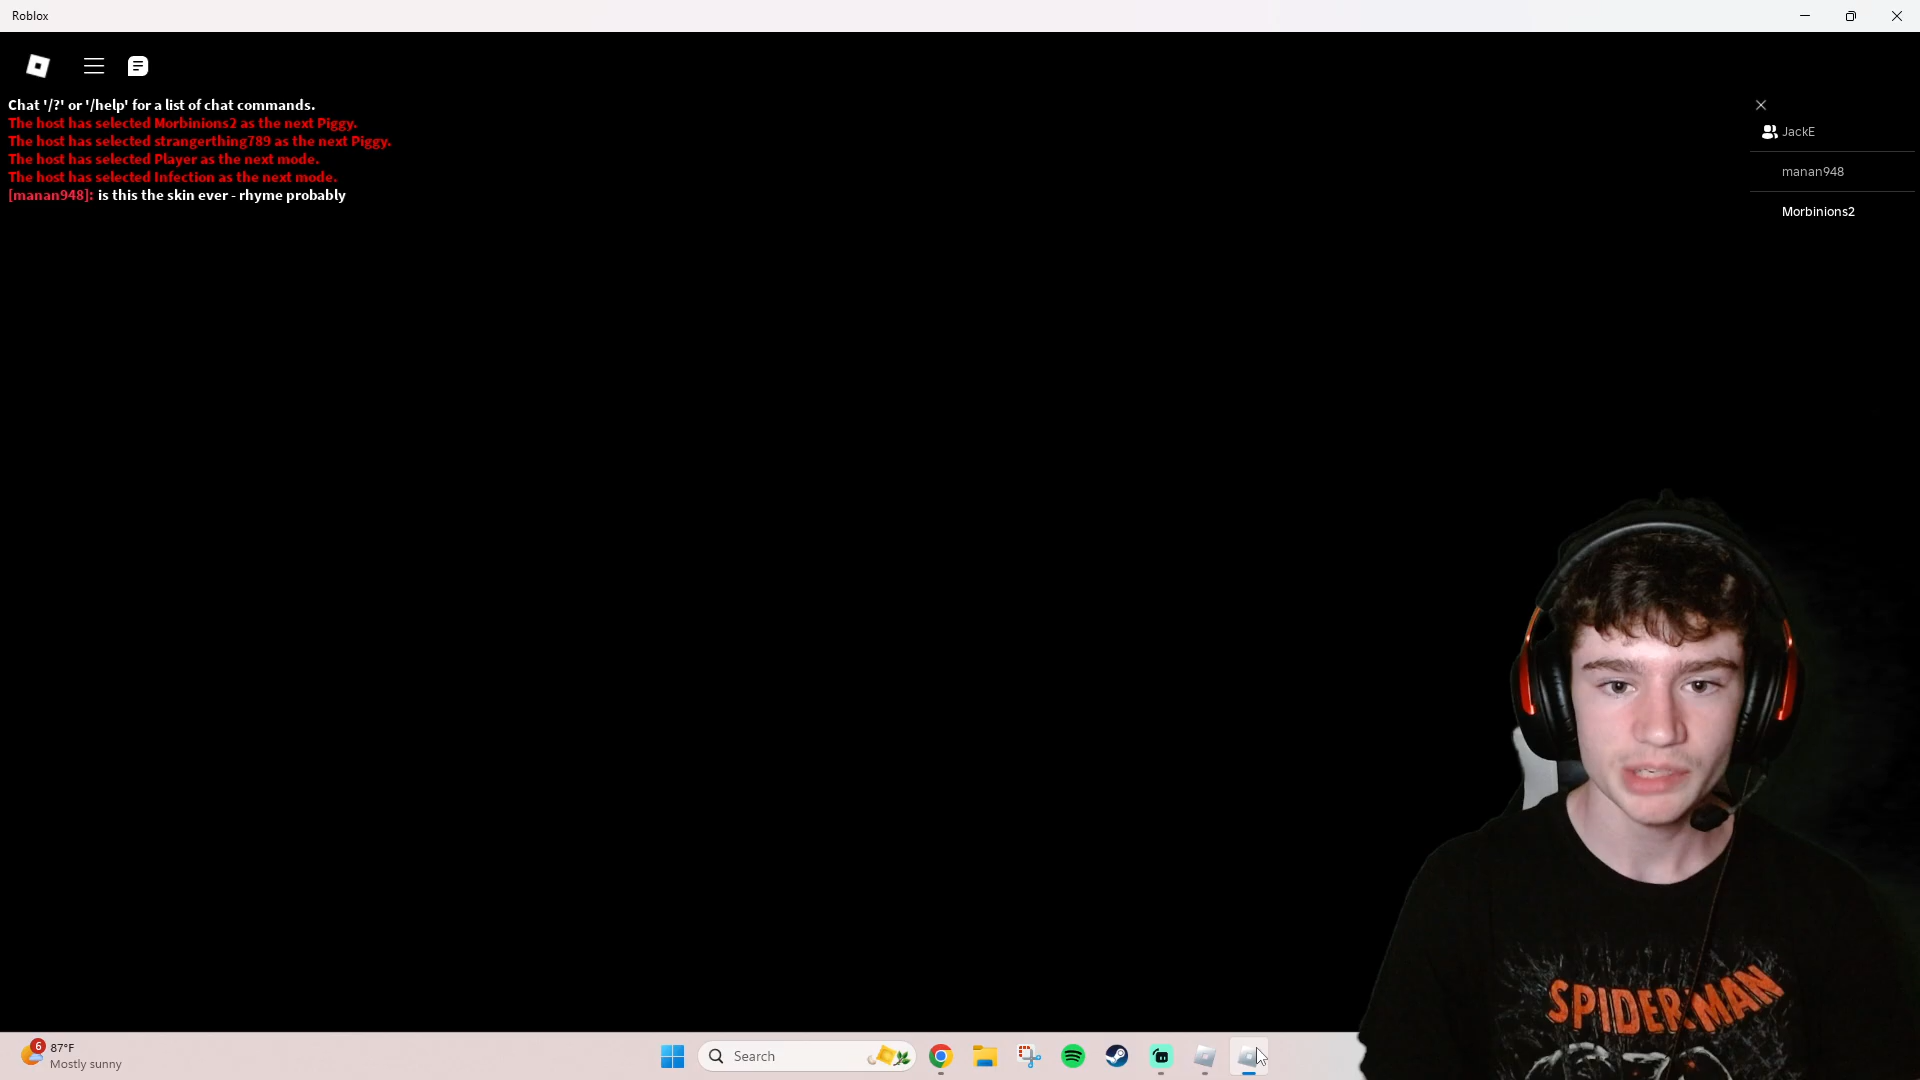 Roblox
Chat '/?' or '/help' for a list of chat commands.
The host has selected Morbinions2 as the next Piggy.
The host has selected strangerthing789 as the next Piggy.
The host has selected Player as the next mode.
The host has selected Infection as the next mode.
[manan948]: is this the skin ever - rhyme probably
JackE
manan948
Morbinions2
SPIDER-MAN
6
87°F
Mostly sunny
Search